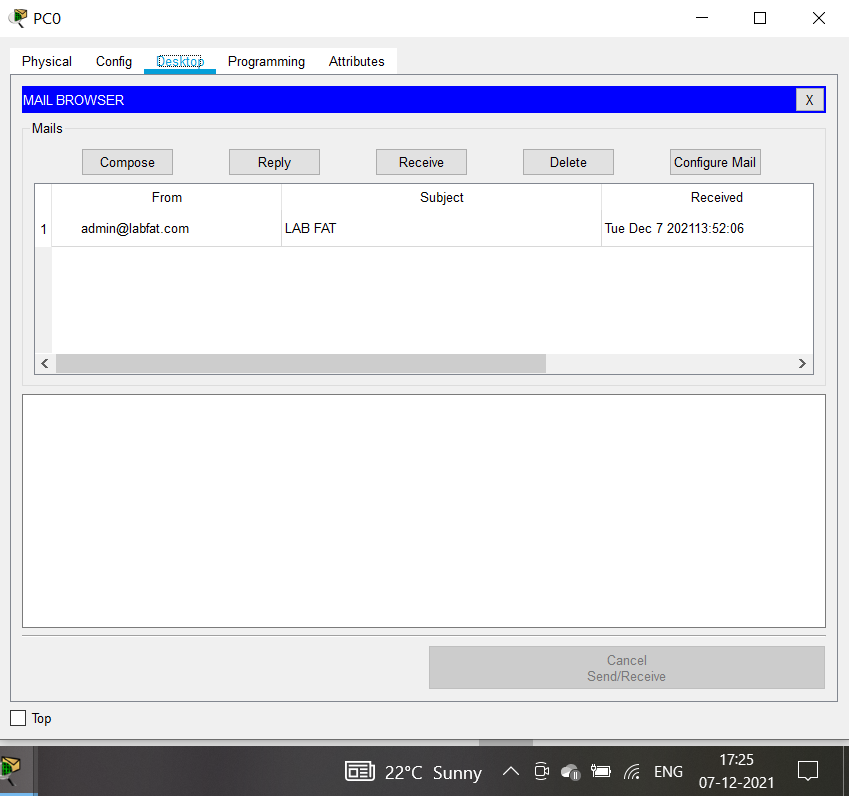 PC0
Physical Config Desktop Programming Attributes
MAIL BROWSER X
Mails
Compose Reply Receive Delete Configure Mail
From Subject Received
1 admin@labfat.com LAB FAT Tue Dec 7 202113:52:06
Cancel
Send/Receive
Top
22°C Sunny ENG 17:25
07-12-2021